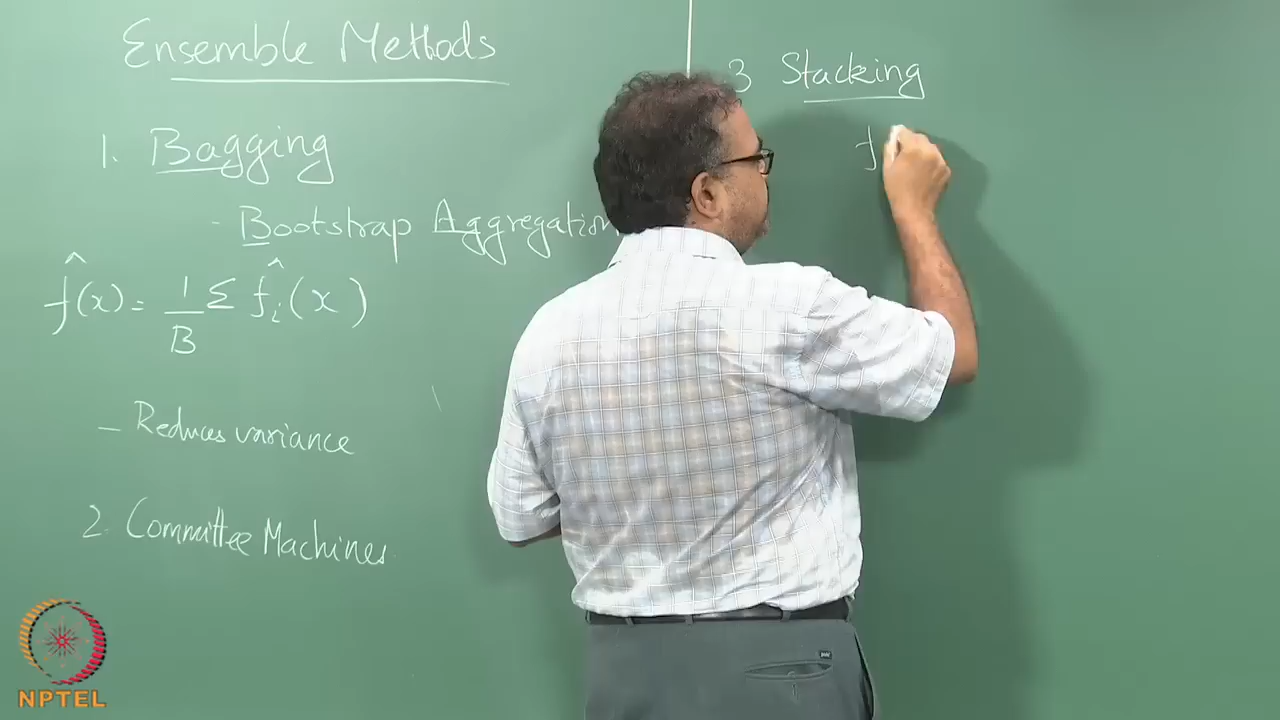 Ensemble Methods
1. Bagging
- Bootstrap Aggregation
f̂(x) = 1/B Σ f̂ᵢ(x)
- Reduces variance
2. Committee Machines
3 Stacking
f
NPTEL